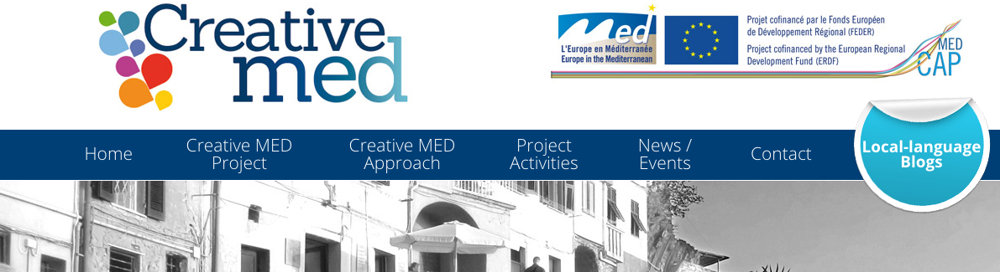 Creative
med
med
L'Europe en Méditerranée
Europe in the Mediterranean
Projet cofinancé par le Fonds Européen
de Développement Régional (FEDER)
Project cofinanced by the European Regional
Development Fund (ERDF)
MED
CAP
Home
Creative MED
Project
Creative MED
Approach
Project
Activities
News /
Events
Contact
Local-language
Blogs